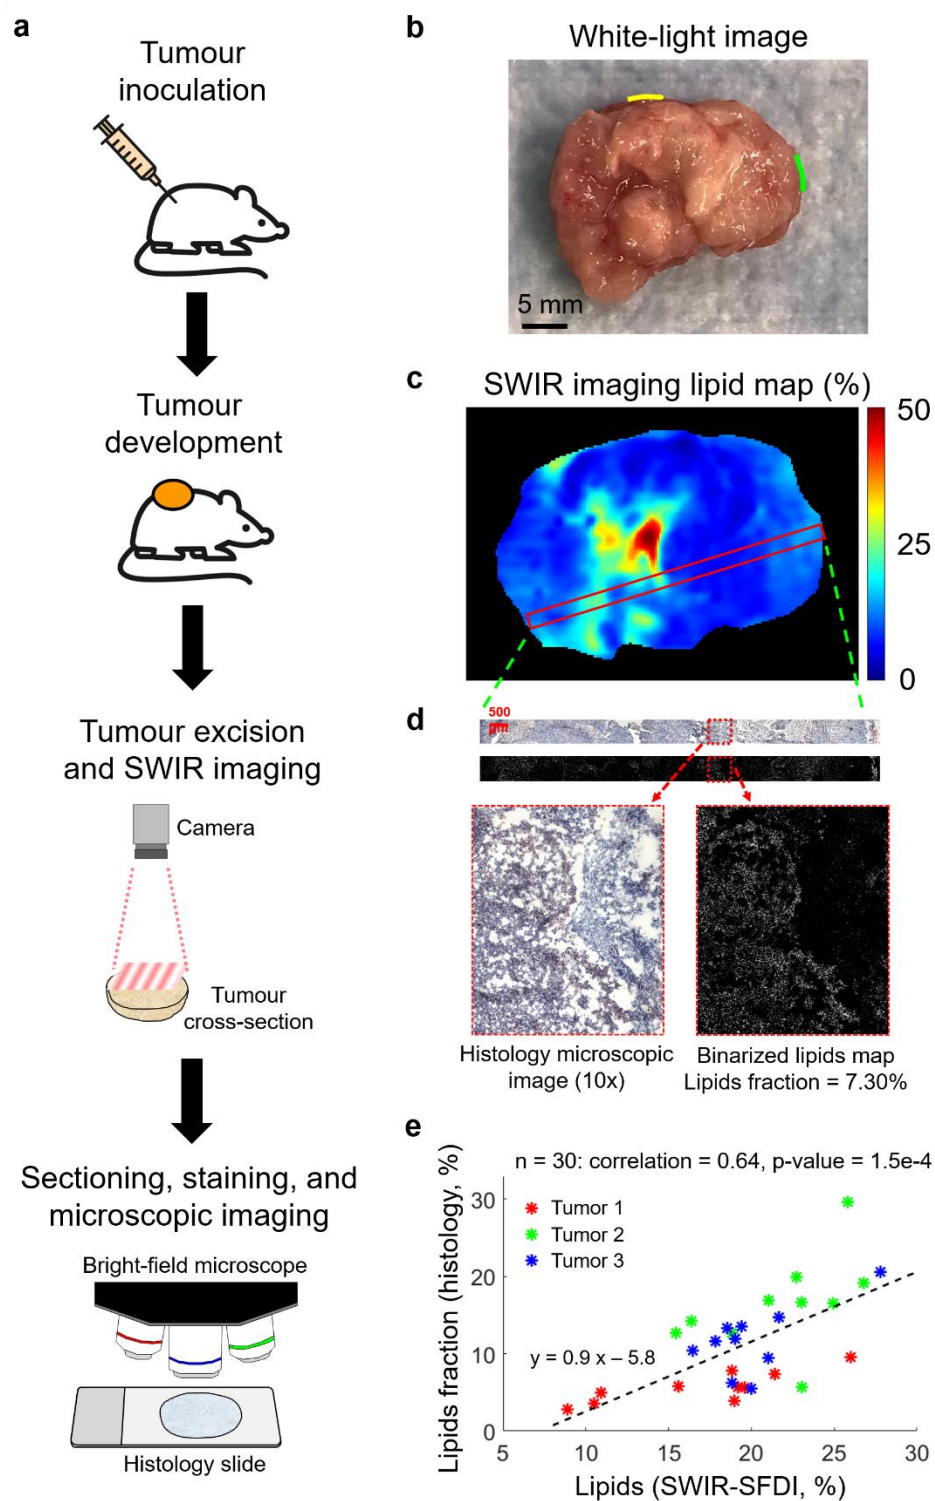 a
Tumour
inoculation
Tumour
development
Tumour excision
and SWIR imaging
Camera
Tumour
cross-section
Sectioning, staining, and
microscopic imaging
Bright-field microscope
Histology slide
b
White-light image
5 mm
c
SWIR imaging lipid map (%)
50
25
0
d
500
µm
Histology microscopic
image (10x)
Binarized lipids map
Lipids fraction = 7.30%
e
n = 30: correlation = 0.64, p-value = 1.5e-4
Lipids fraction (histology, %)
30
20
10
0
Tumor 1
Tumor 2
Tumor 3
y = 0.9 x – 5.8
5
10
15
20
25
30
Lipids (SWIR-SFDI, %)